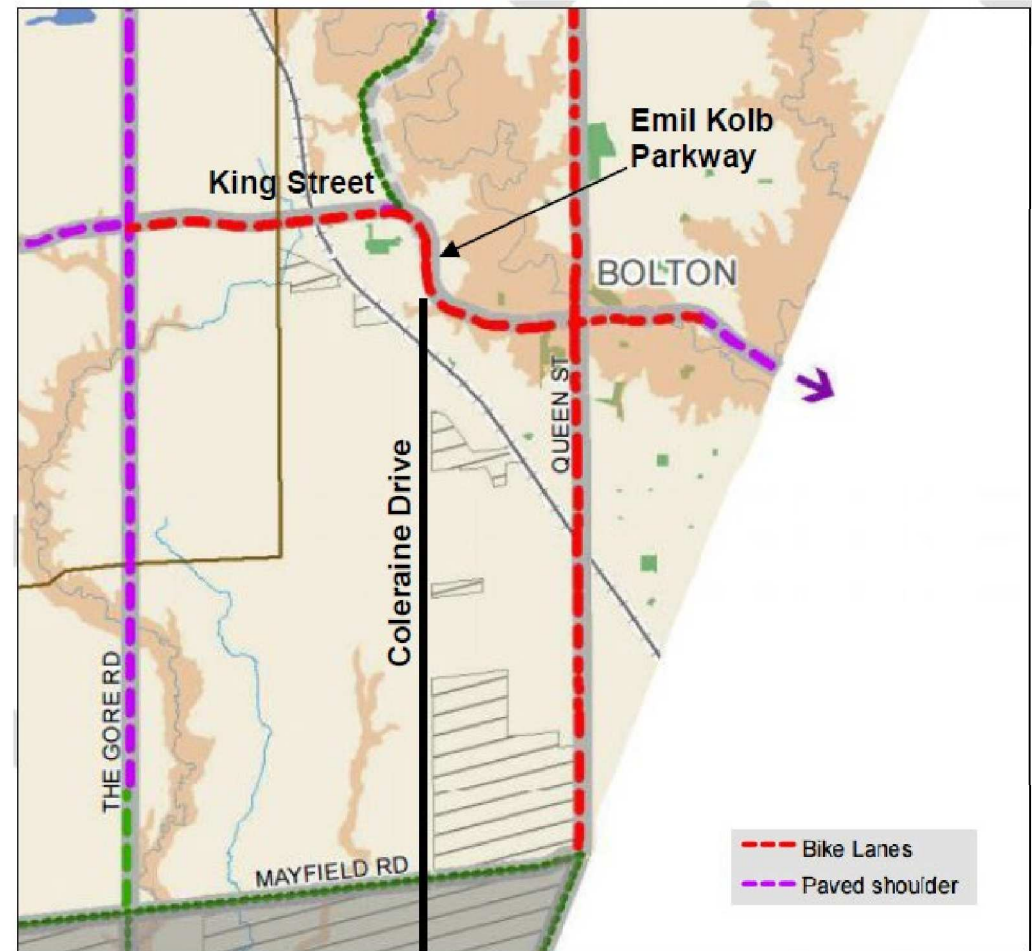 Emil Kolb
Parkway
King Street
BOLTON
QUEEN ST
Coleraine Drive
THE GORE RD
MAYFIELD RD
Bike Lanes
Paved shoulder